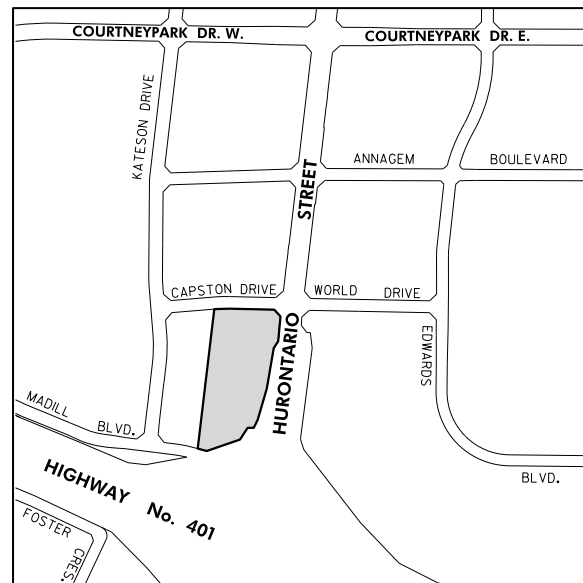 COURTNEYPARK DR. W.
COURTNEYPARK DR. E.
KATESON DRIVE
ANNAGEM BOULEVARD
HURONTARIO STREET
CAPSTON DRIVE
WORLD DRIVE
EDWARDS BLVD.
MADILL BLVD.
HIGHWAY No. 401
FOSTER CRES.